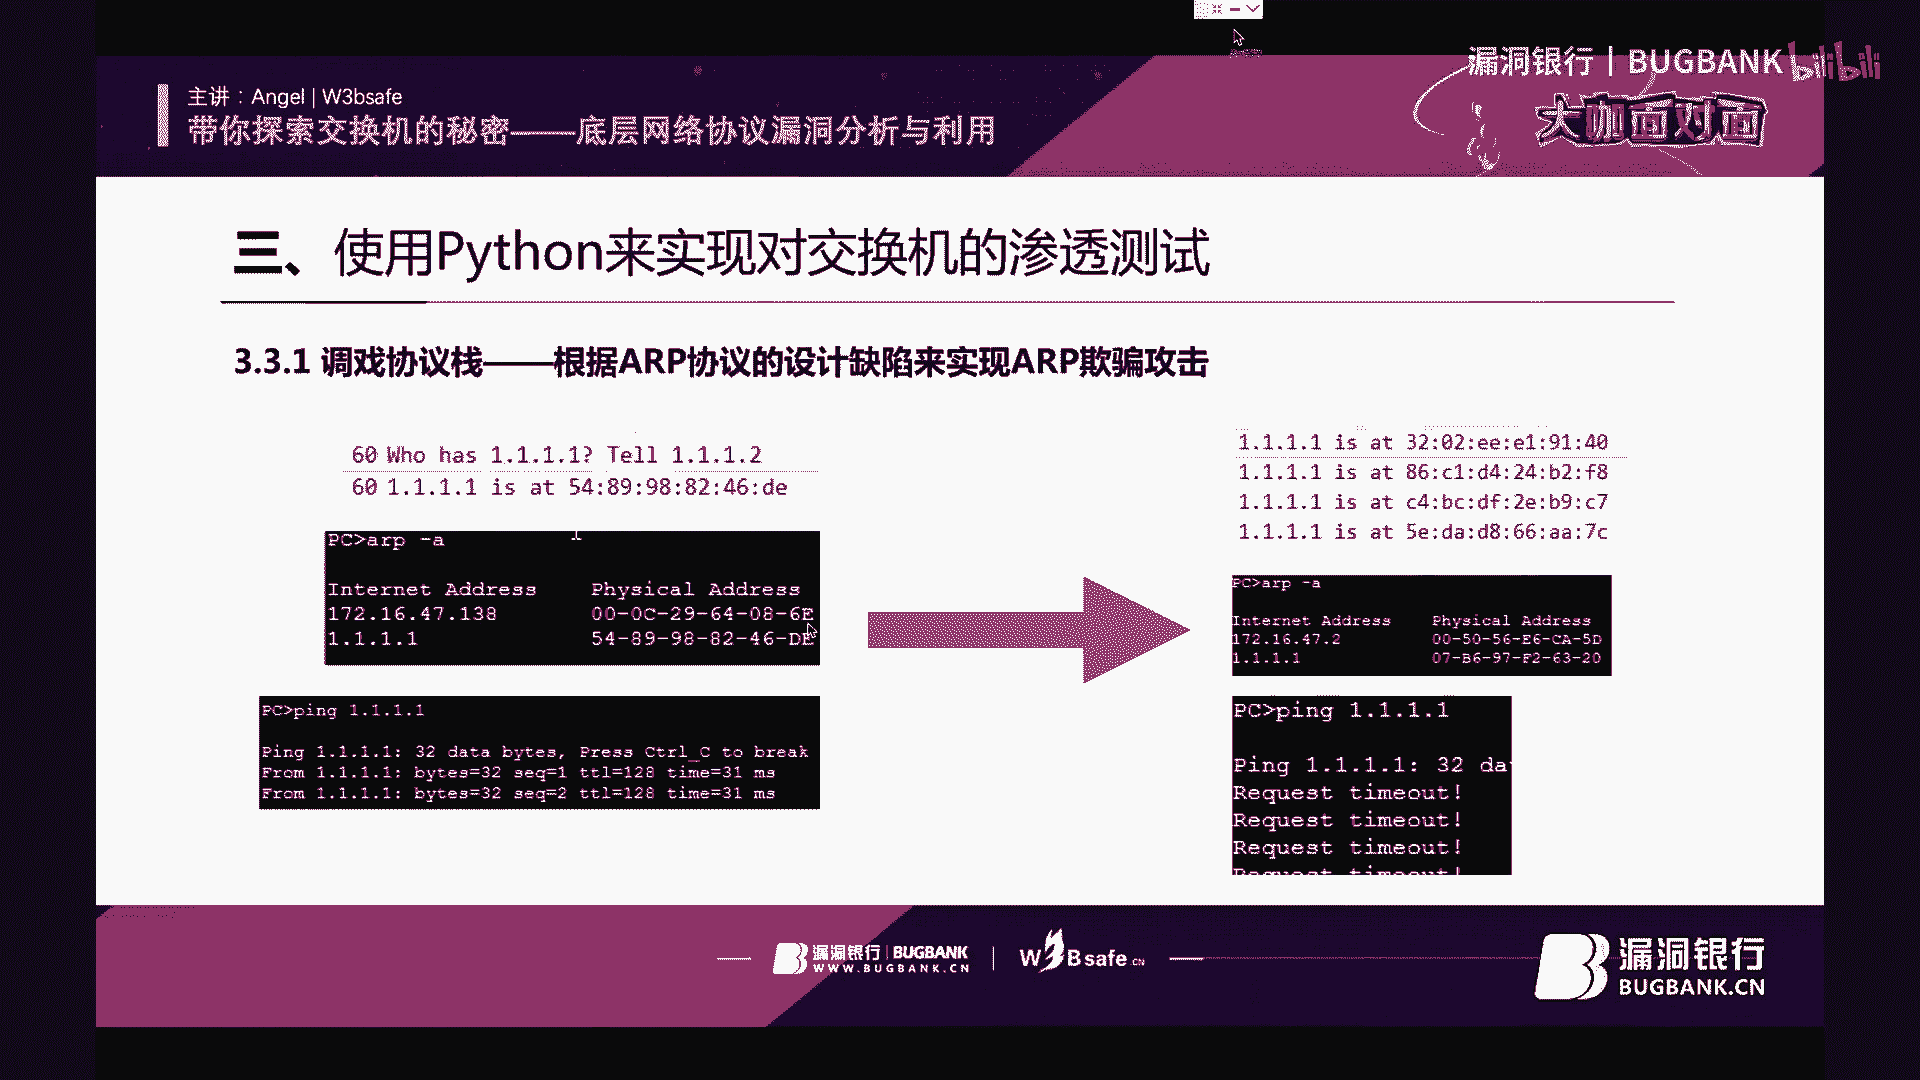 漏洞银行 | BUGBANK bilibili
主讲：Angel | W3bsafe
带你探索交换机的秘密——底层网络协议漏洞分析与利用
大咖面对面
三、使用Python来实现对交换机的渗透测试
3.3.1 调戏协议栈——根据ARP协议的设计缺陷来实现ARP欺骗攻击
60 Who has 1.1.1.1? Tell 1.1.1.2
60 1.1.1.1 is at 54:89:98:82:46:de
PC>arp -a
Internet Address Physical Address
172.16.47.138 00-0C-29-64-08-6E
1.1.1.1 54-89-98-82-46-DE
PC>ping 1.1.1.1
Ping 1.1.1.1: 32 data bytes, Press Ctrl_C to break
From 1.1.1.1: bytes=32 seq=1 ttl=128 time=31 ms
From 1.1.1.1: bytes=32 seq=2 ttl=128 time=31 ms
1.1.1.1 is at 32:02:ee:e1:91:40
1.1.1.1 is at 86:c1:d4:24:b2:f8
1.1.1.1 is at c4:bc:df:2e:b9:c7
1.1.1.1 is at 5e:da:d8:66:aa:7c
PC>arp -a
Internet Address Physical Address
172.16.47.2 00-50-56-E6-CA-5D
1.1.1.1 07-B6-97-F2-63-20
PC>ping 1.1.1.1
Ping 1.1.1.1: 32 da
Request timeout!
Request timeout!
Request timeout!
Request timeout!
漏洞银行 | BUGBANK
WWW.BUGBANK.CN
W3Bsafe.CN
漏洞银行
BUGBANK.CN